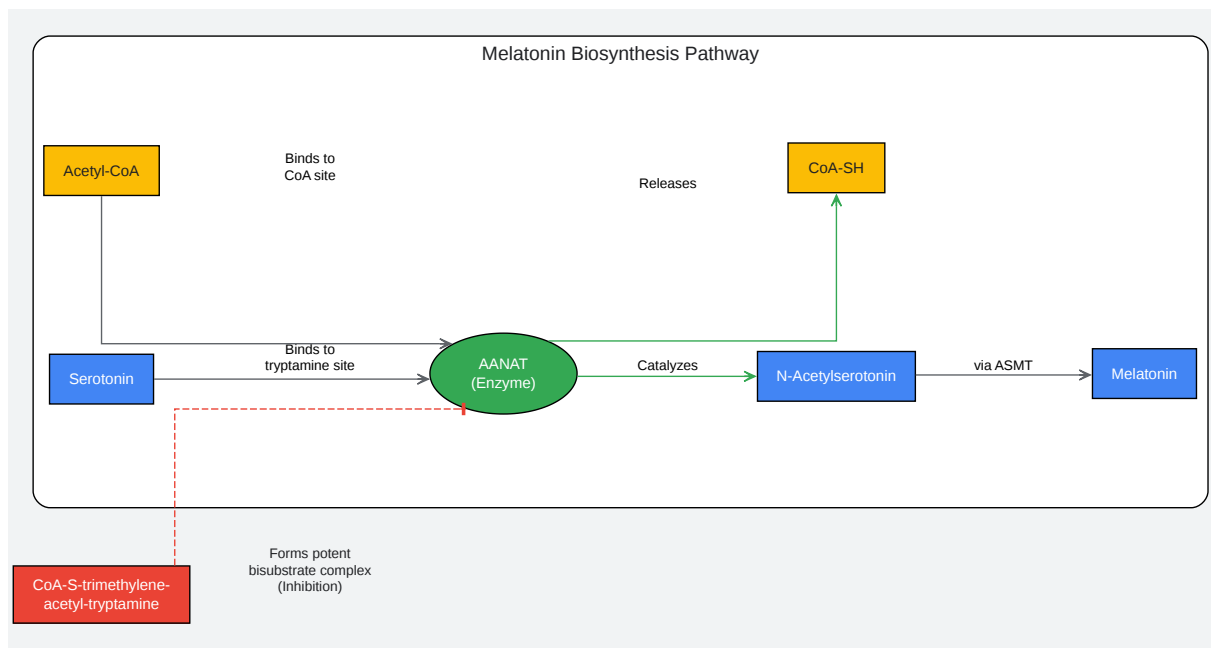 Melatonin Biosynthesis Pathway
Acetyl-CoA
Binds to
CoA site
Releases
CoA-SH
Serotonin
Binds to
tryptamine site
AANAT
(Enzyme)
Catalyzes
N-Acetylserotonin
via ASMT
Melatonin
CoA-S-trimethylene-
acetyl-tryptamine
Forms potent
bisubstrate complex
(Inhibition)